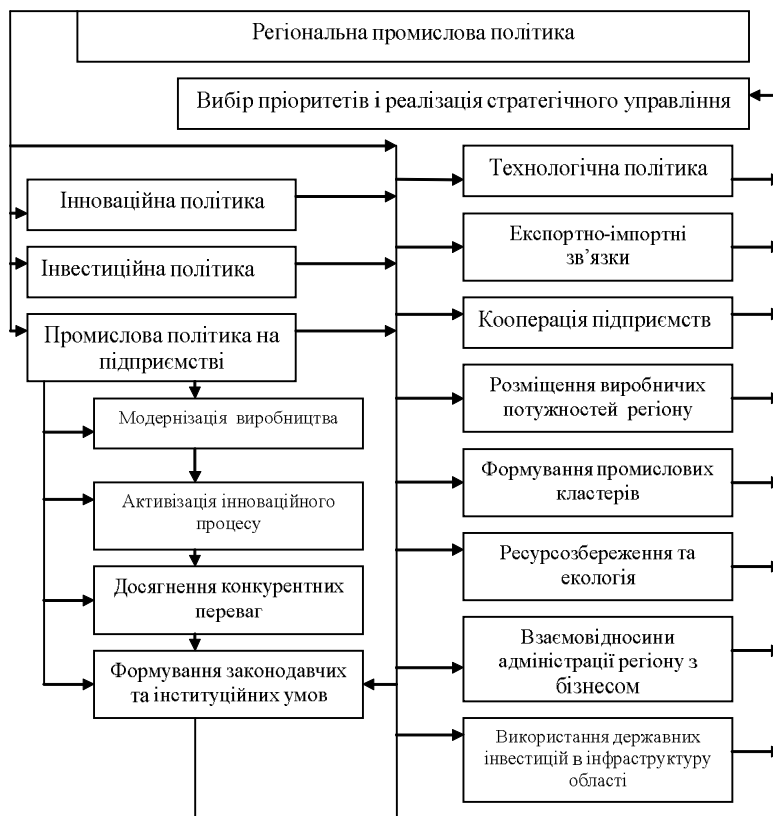 Регіональна промислова політика
Вибір пріоритетів і реалізація стратегічного управління
Інноваційна політика
Інвестиційна політика
Промислова політика на
підприємстві
Модернізація виробництва
Активізація інноваційного
процесу
Досягнення конкурентних
переваг
Формування законодавчих
та інституційних умов
Технологічна політика
Експортно-імпортні
зв’язки
Кооперація підприємств
Розміщення виробничих
потужностей регіону
Формування промислових
кластерів
Ресурсозбереження та
екологія
Взаємовідносини
адміністрації регіону з
бізнесом
Використання державних
інвестицій в інфраструктуру
області